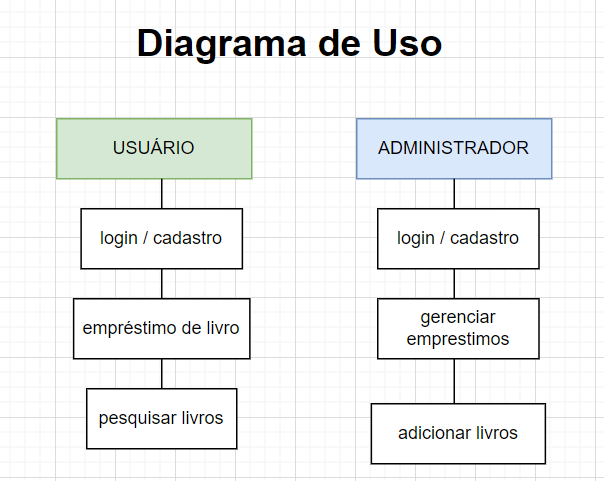 Diagrama de Uso
USUÁRIO
login / cadastro
empréstimo de livro
pesquisar livros
ADMINISTRADOR
login / cadastro
gerenciar
emprestimos
adicionar livros